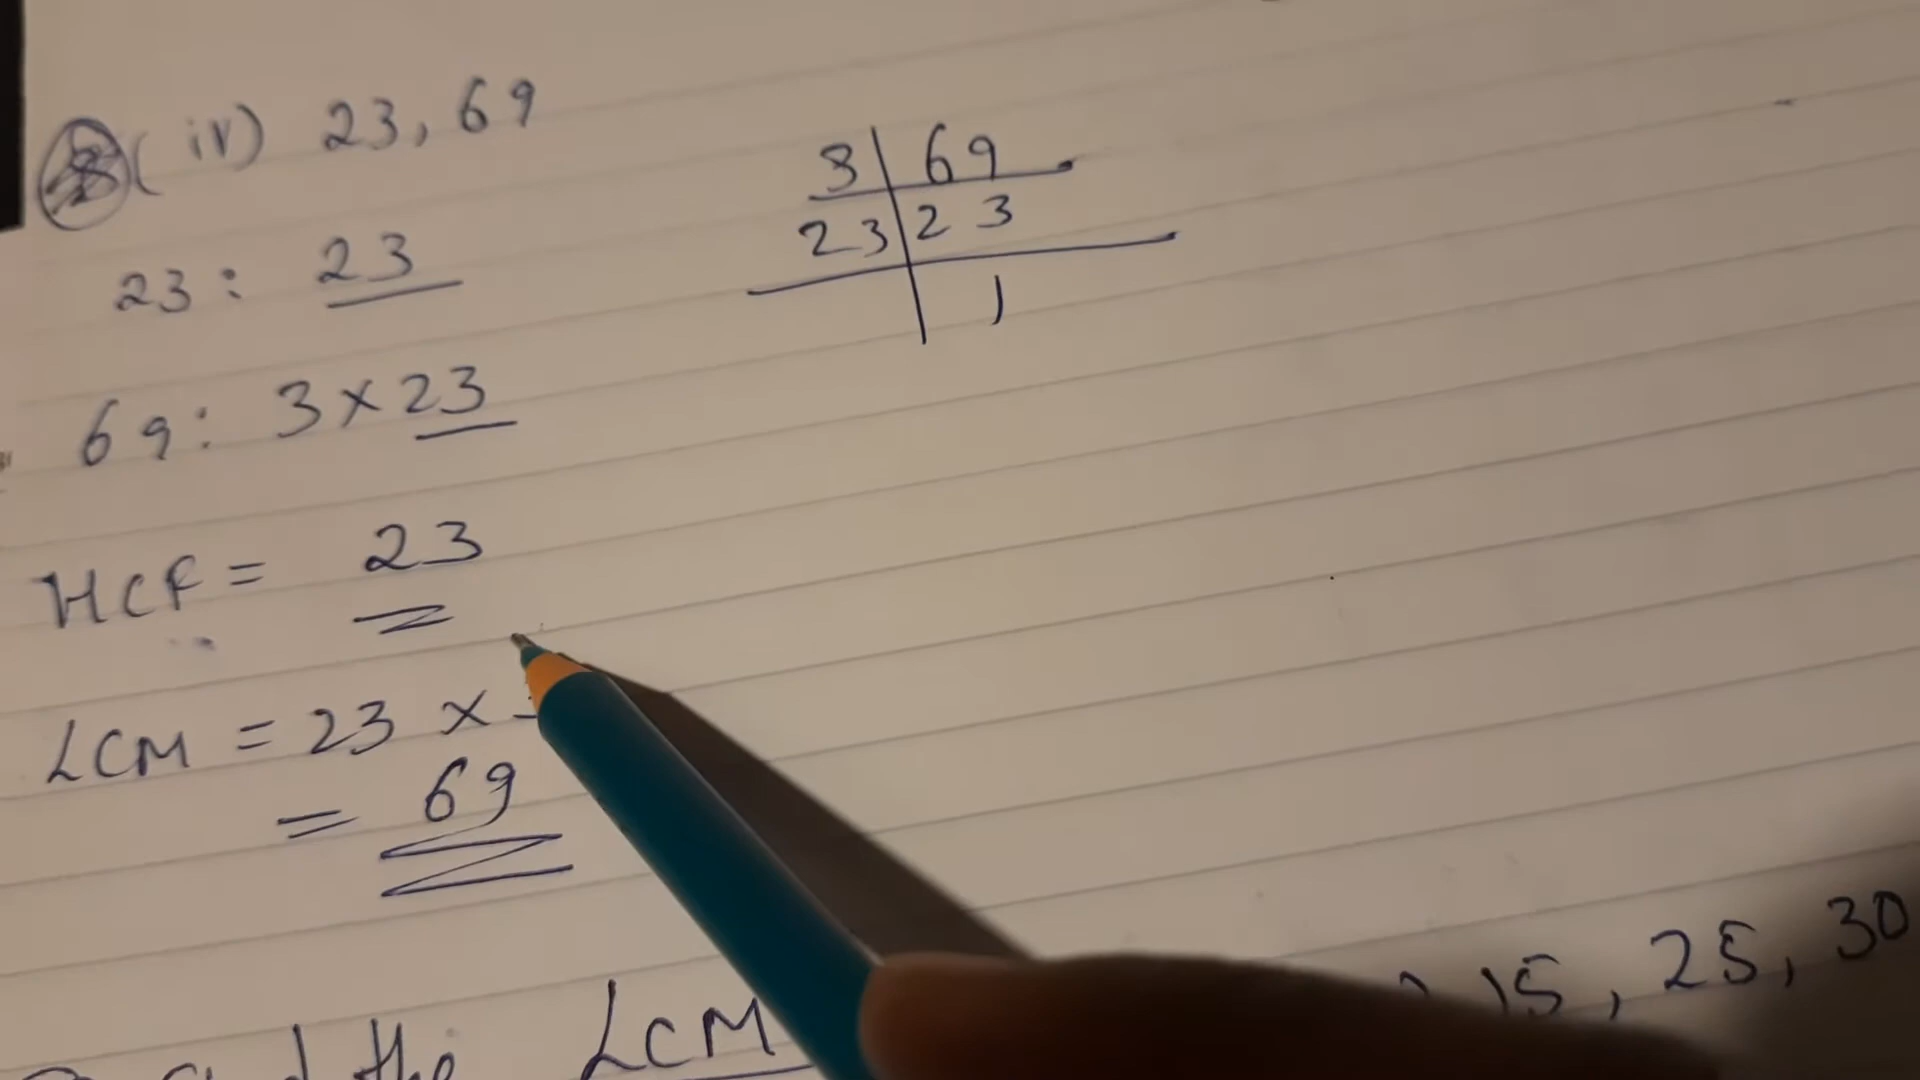 (iv) 23, 69
3 | 69
23 | 23
1
23 : 23
69 : 3 × 23
HCF = 23
LCM = 23 ×
= 69
the LCM 15, 25, 30